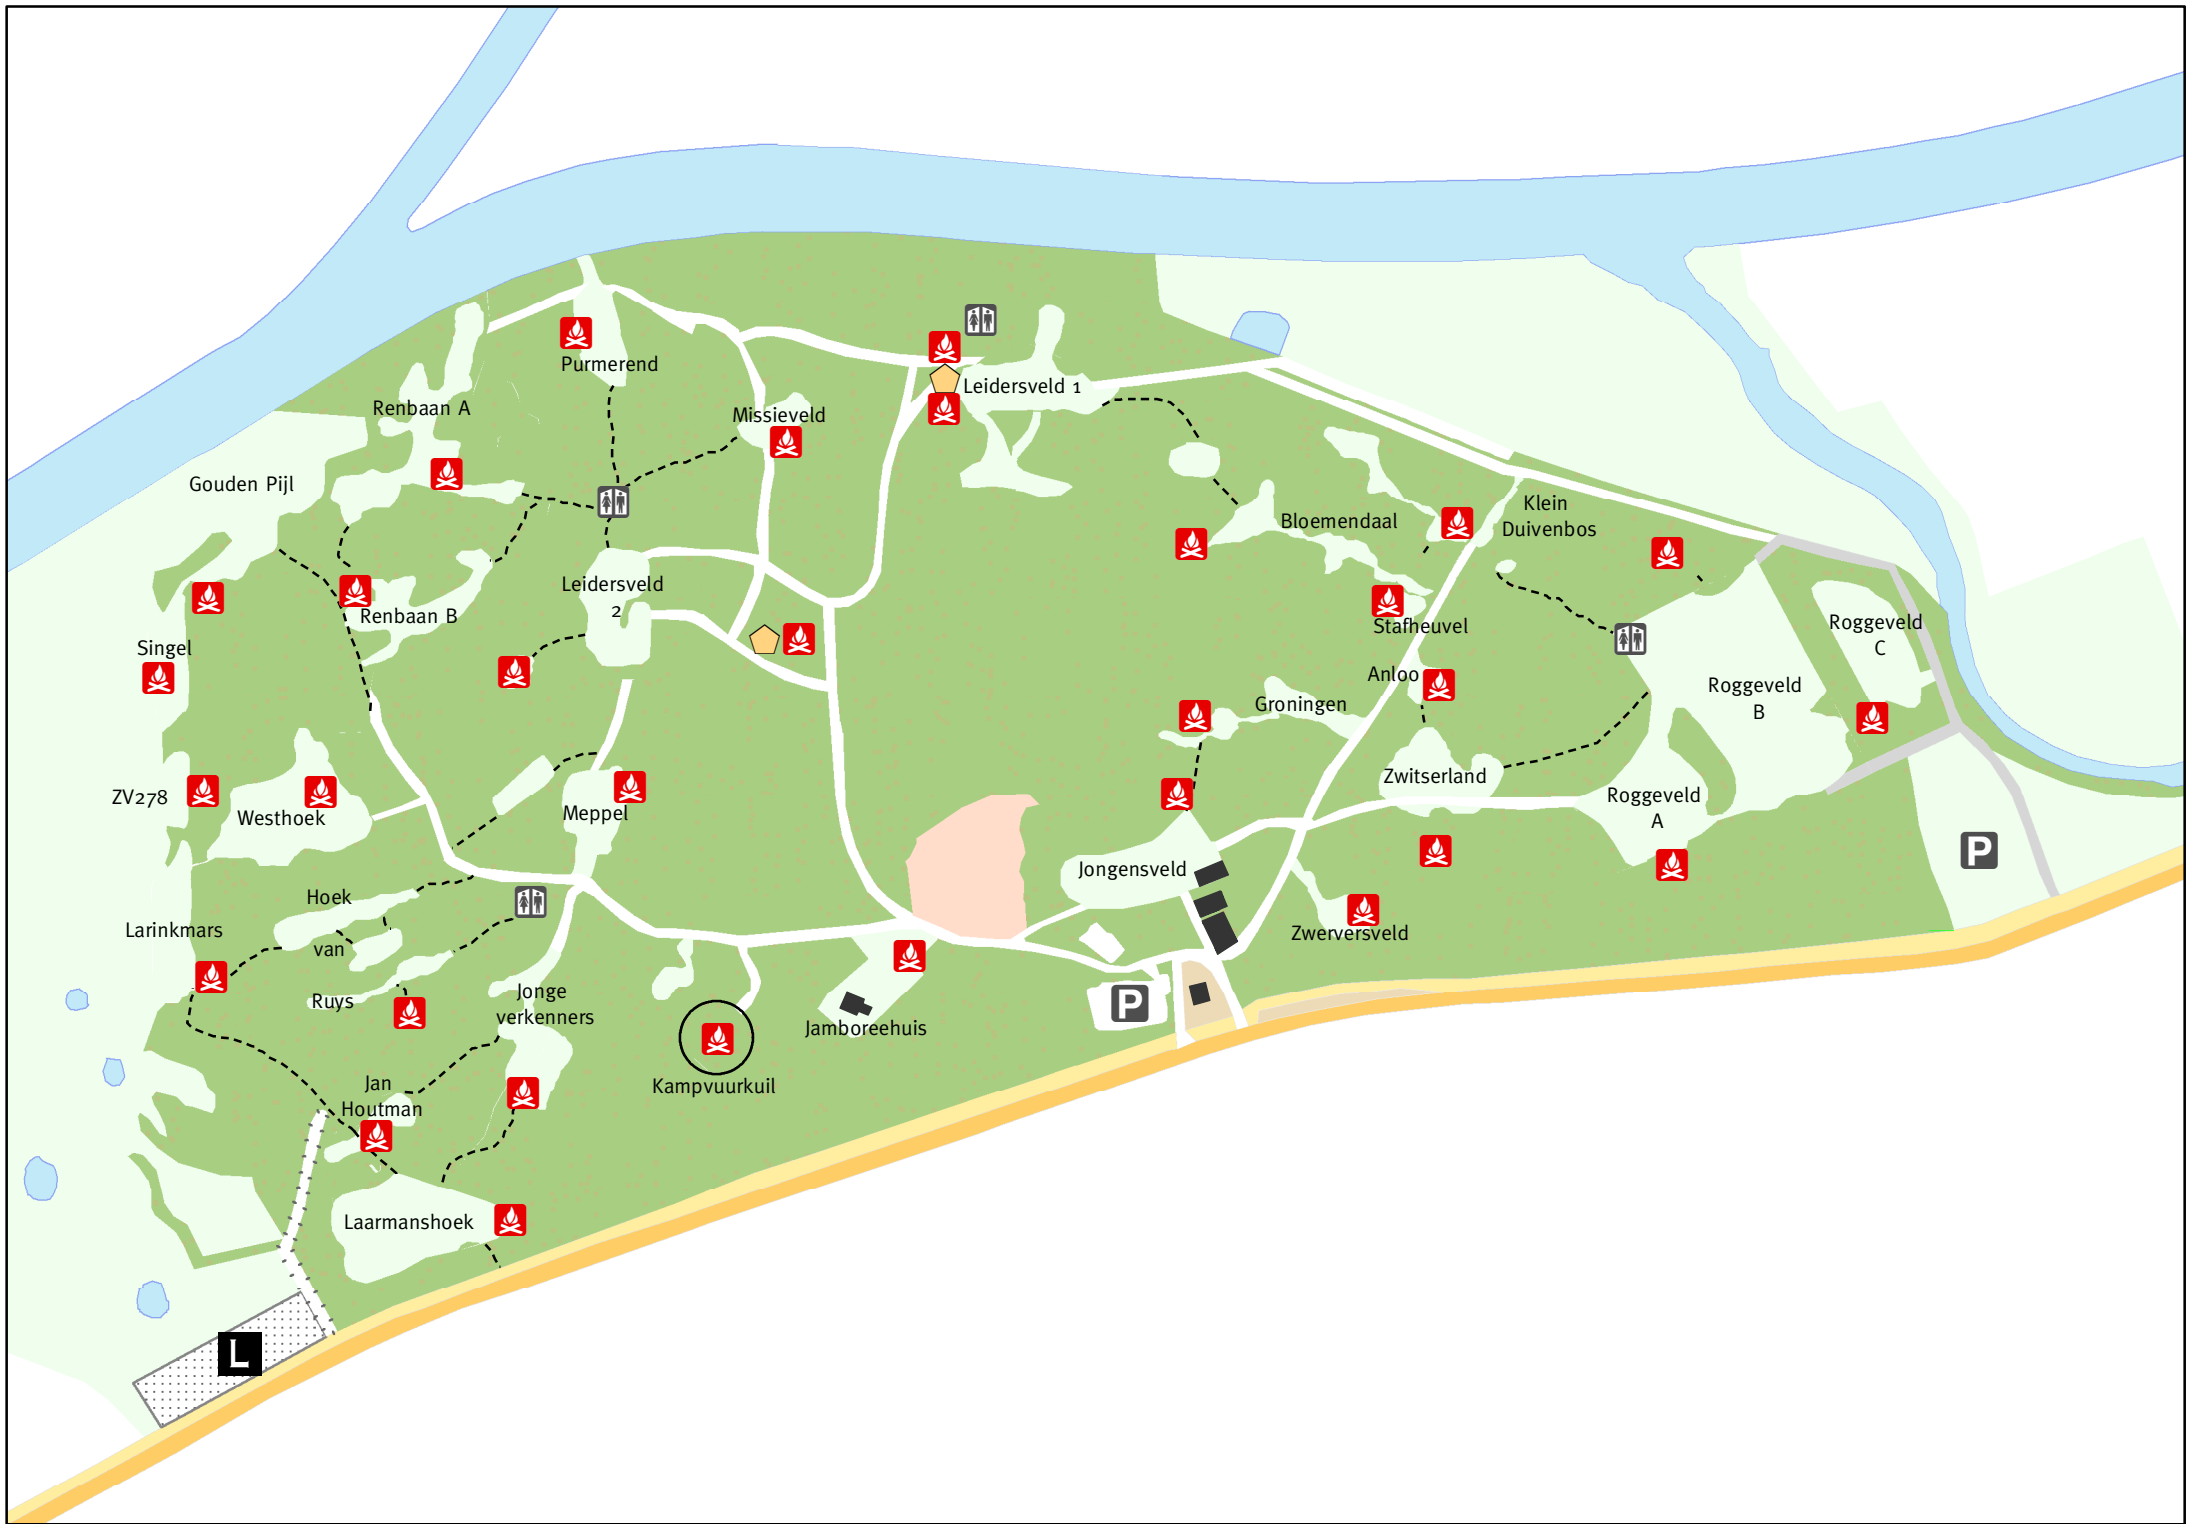 Purmerend
Leidersveld 1
Renbaan A
Missieveld
Gouden Pijl
Klein
Duivenbos
Bloemendaal
Leidersveld
2
Renbaan B
Stafheuvel
Roggeveld
C
Singel
Anloo
Roggeveld
B
Groningen
Zwitserland
ZV278
Westhoek
Meppel
Roggeveld
A
Jongensveld
P
Hoek
van
Ruys
Larinkmars
Zwerversveld
Jonge
verkenners
P
Jamboreehuis
Kampvuurkuil
Jan
Houtman
Laarmanshoek
L